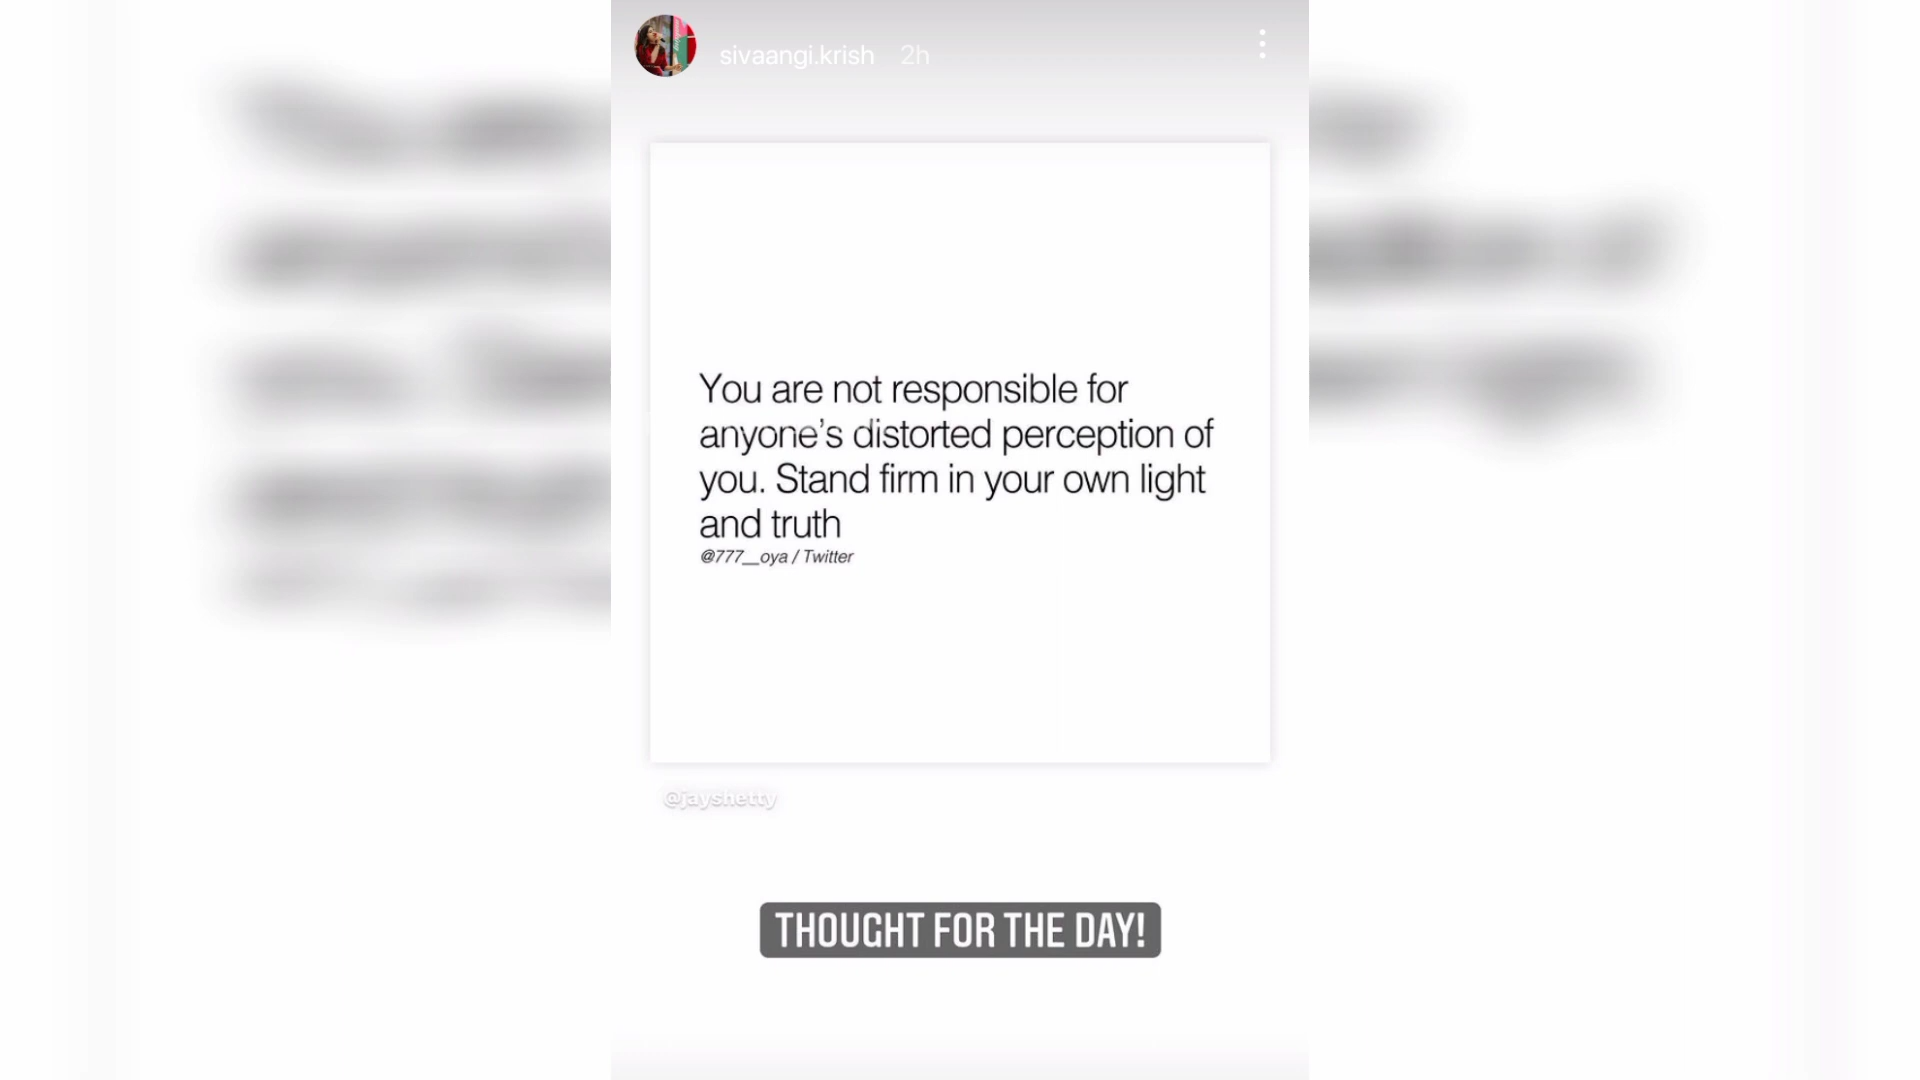 sivaangi.krish 2h
You are not responsible for
anyone’s distorted perception of
you. Stand firm in your own light
and truth
@777__oya / Twitter
@jayshetty
THOUGHT FOR THE DAY!